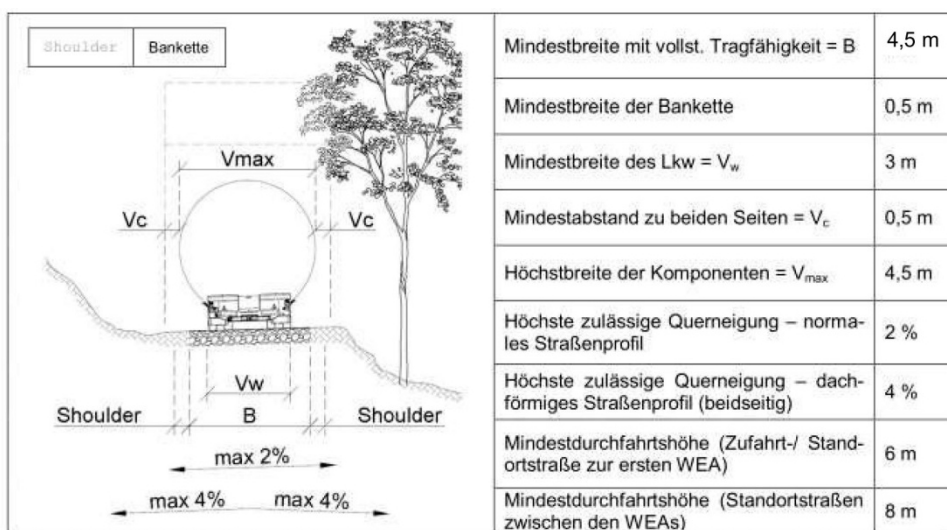 Shoulder Bankette
Vmax
Vc Vc
Vw
Shoulder B Shoulder
max 2%
max 4% max 4%
Mindestbreite mit vollst. Tragfähigkeit = B 4,5 m
Mindestbreite der Bankette 0,5 m
Mindestbreite des Lkw = Vw 3 m
Mindestabstand zu beiden Seiten = Vc 0,5 m
Höchstbreite der Komponenten = Vmax 4,5 m
Höchste zulässige Querneigung – norma-
les Straßenprofil 2 %
Höchste zulässige Querneigung – dach-
förmiges Straßenprofil (beidseitig) 4 %
Mindestdurchfahrtshöhe (Zufahrt-/ Stand-
ortstraße zur ersten WEA) 6 m
Mindestdurchfahrtshöhe (Standortstraßen
zwischen den WEAs) 8 m